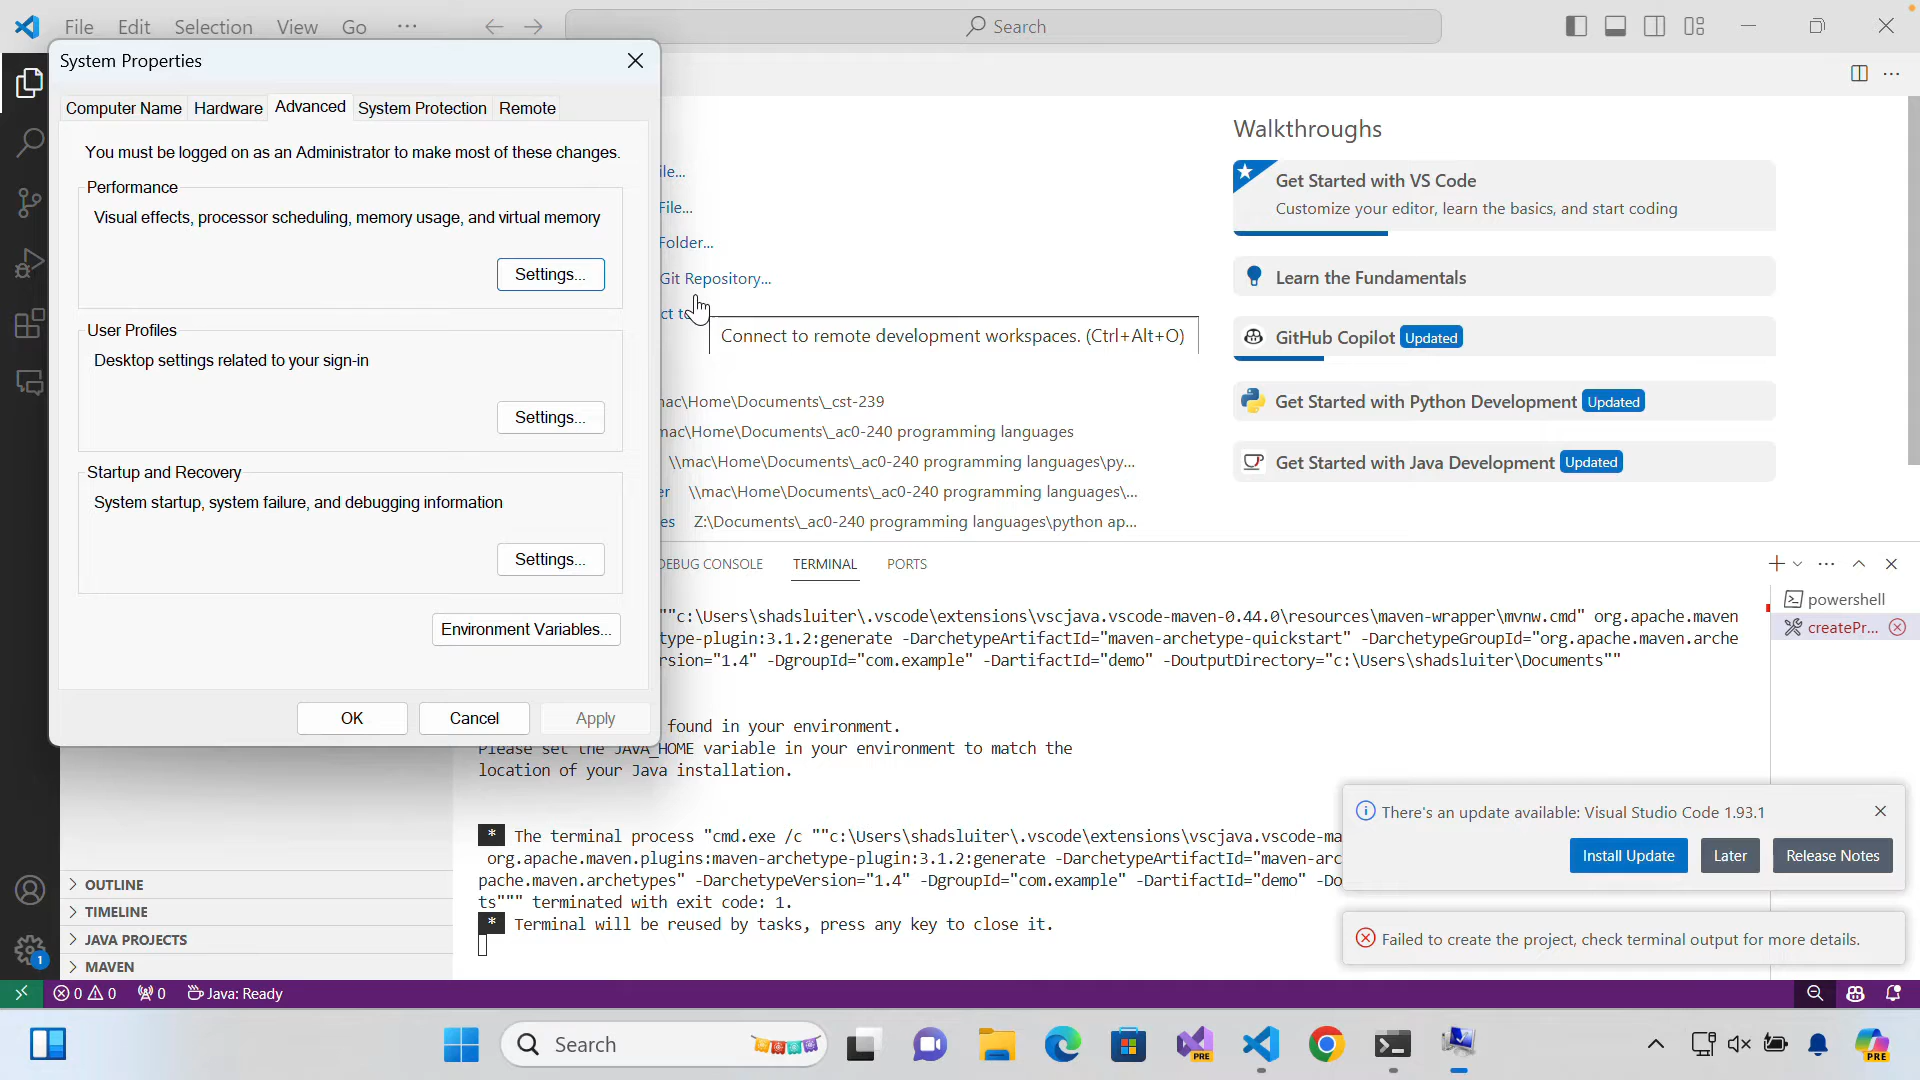 File Edit Selection View Go ···
Search
System Properties
Computer Name Hardware Advanced System Protection Remote
You must be logged on as an Administrator to make most of these changes.
Performance
Visual effects, processor scheduling, memory usage, and virtual memory
Settings...
User Profiles
Desktop settings related to your sign-in
Settings...
Startup and Recovery
System startup, system failure, and debugging information
Settings...
Environment Variables...
OK Cancel Apply
ile...
File...
Folder...
Git Repository...
ct to
Connect to remote development workspaces. (Ctrl+Alt+O)
mac\Home\Documents\_cst-239
mac\Home\Documents\_ac0-240 programming languages
\\mac\Home\Documents\_ac0-240 programming languages\py...
er \\mac\Home\Documents\_ac0-240 programming languages\...
es Z:\Documents\_ac0-240 programming languages\python ap...
Walkthroughs
Get Started with VS Code
Customize your editor, learn the basics, and start coding
Learn the Fundamentals
GitHub Copilot Updated
Get Started with Python Development Updated
Get Started with Java Development Updated
DEBUG CONSOLE TERMINAL PORTS
""c:\Users\shadsluiter\.vscode\extensions\vscjava.vscode-maven-0.44.0\resources\maven-wrapper\mvnw.cmd" org.apache.maven
type-plugin:3.1.2:generate -DarchetypeArtifactId="maven-archetype-quickstart" -DarchetypeGroupId="org.apache.maven.arche
rsion="1.4" -DgroupId="com.example" -DartifactId="demo" -DoutputDirectory="c:\Users\shadsluiter\Documents""
found in your environment.
Please set the JAVA_HOME variable in your environment to match the
location of your Java installation.
* The terminal process "cmd.exe /c ""c:\Users\shadsluiter\.vscode\extensions\vscjava.vscode-ma
org.apache.maven.plugins:maven-archetype-plugin:3.1.2:generate -DarchetypeArtifactId="maven-arc
pache.maven.archetypes" -DarchetypeVersion="1.4" -DgroupId="com.example" -DartifactId="demo" -Do
ts""" terminated with exit code: 1.
* Terminal will be reused by tasks, press any key to close it.
powershell
createPr...
There's an update available: Visual Studio Code 1.93.1
Install Update Later Release Notes
Failed to create the project, check terminal output for more details.
OUTLINE
TIMELINE
JAVA PROJECTS
MAVEN
1
0 0 0 Java: Ready
Search
PRE
PRE